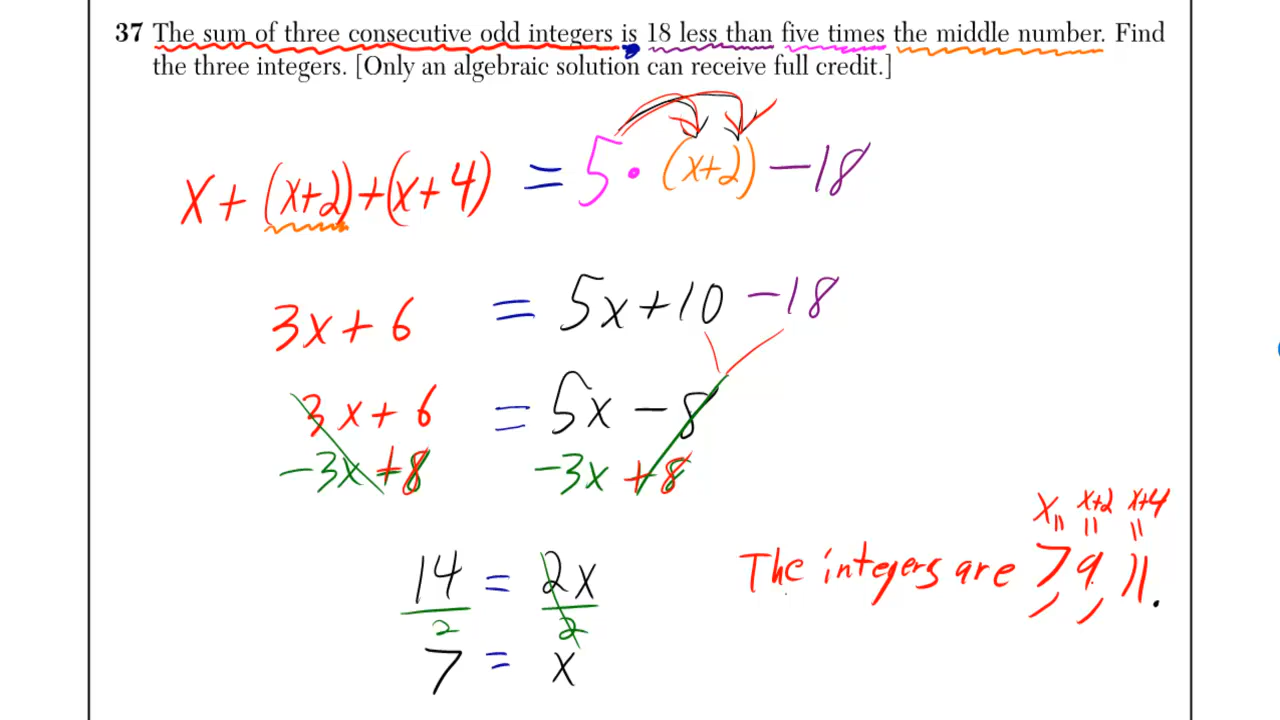 37 The sum of three consecutive odd integers is 18 less than five times the middle number. Find
the three integers. [Only an algebraic solution can receive full credit.]
x + (x+2) + (x+4) = 5 · (x+2) - 18
3x + 6 = 5x + 10 - 18
3x + 6 = 5x - 8
-3x +8 -3x +8
x x+2 x+4
" " "
The integers are 7, 9, 11.
14 = 2x
2 2
7 = x